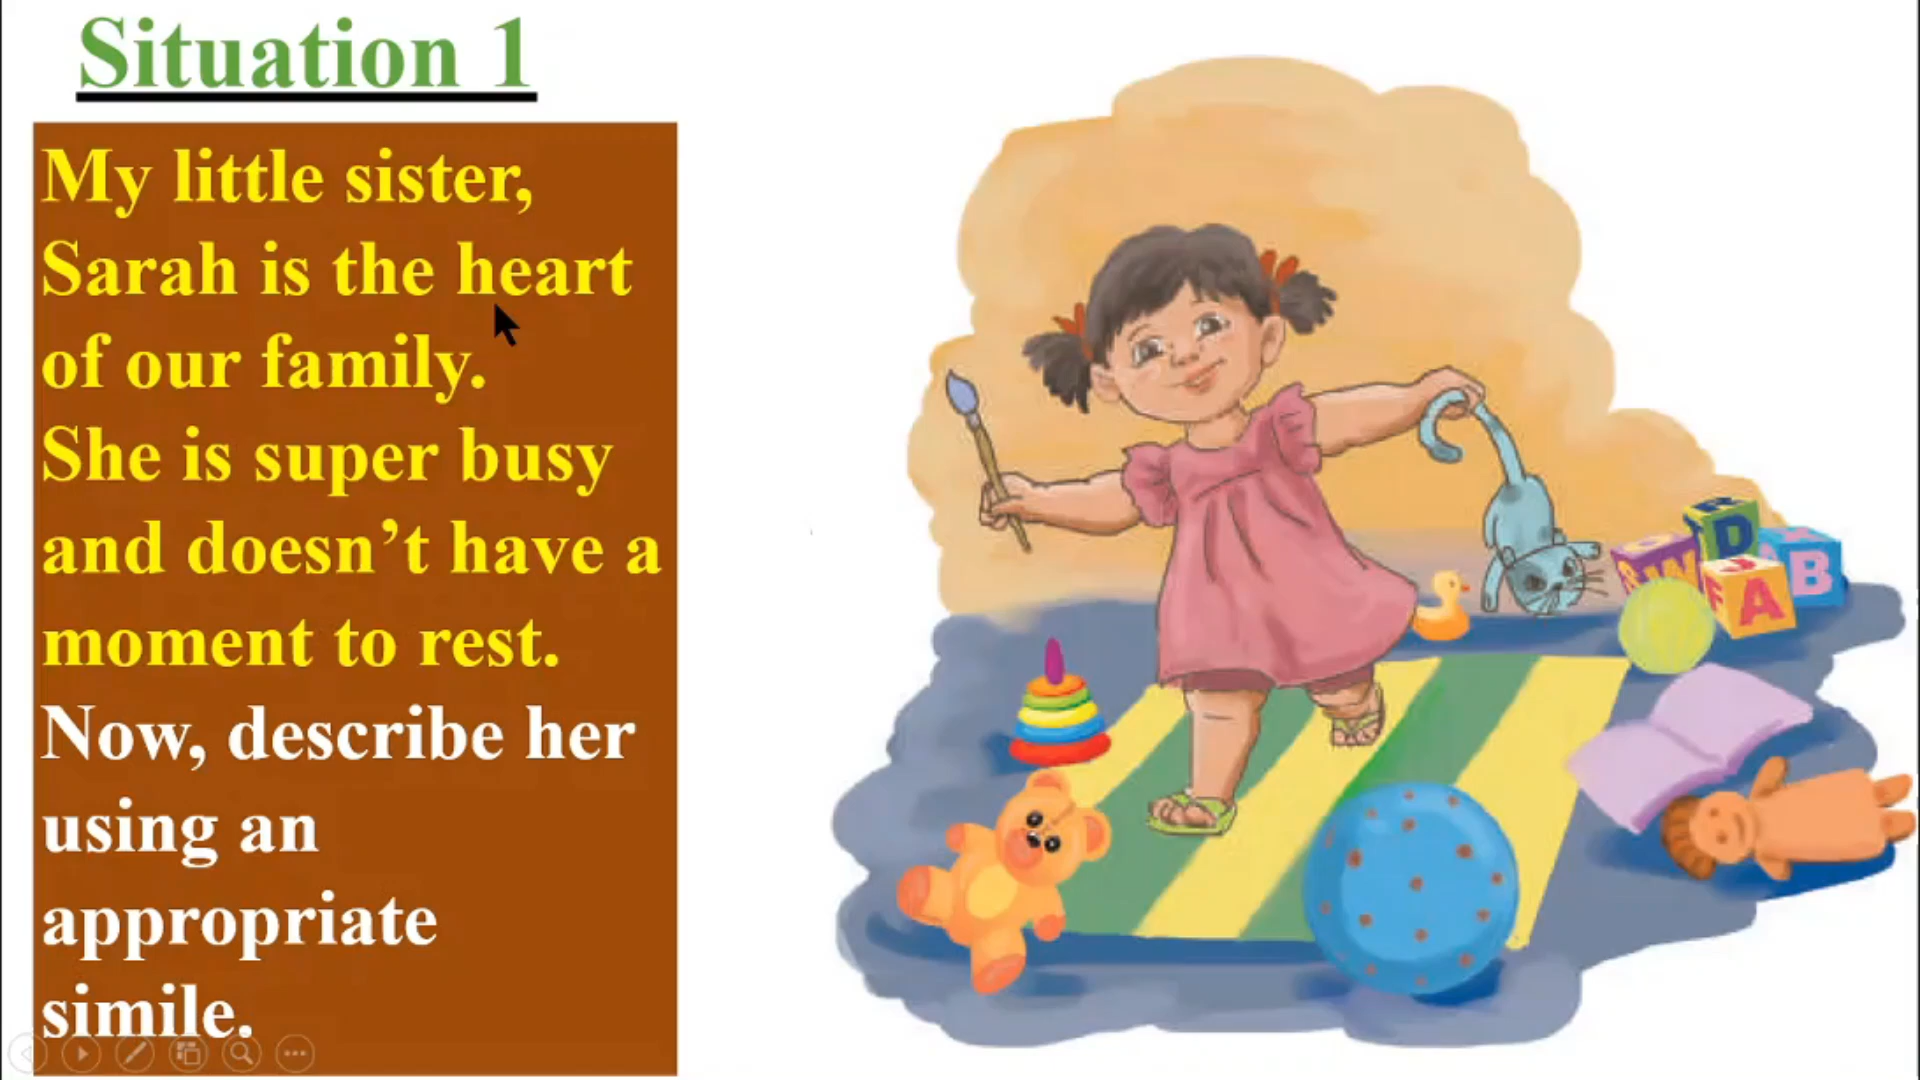 Situation 1
My little sister,
Sarah is the heart
of our family.
She is super busy
and doesn’t have a
moment to rest.
Now, describe her
using an
appropriate
simile.
D
W
A
B
F